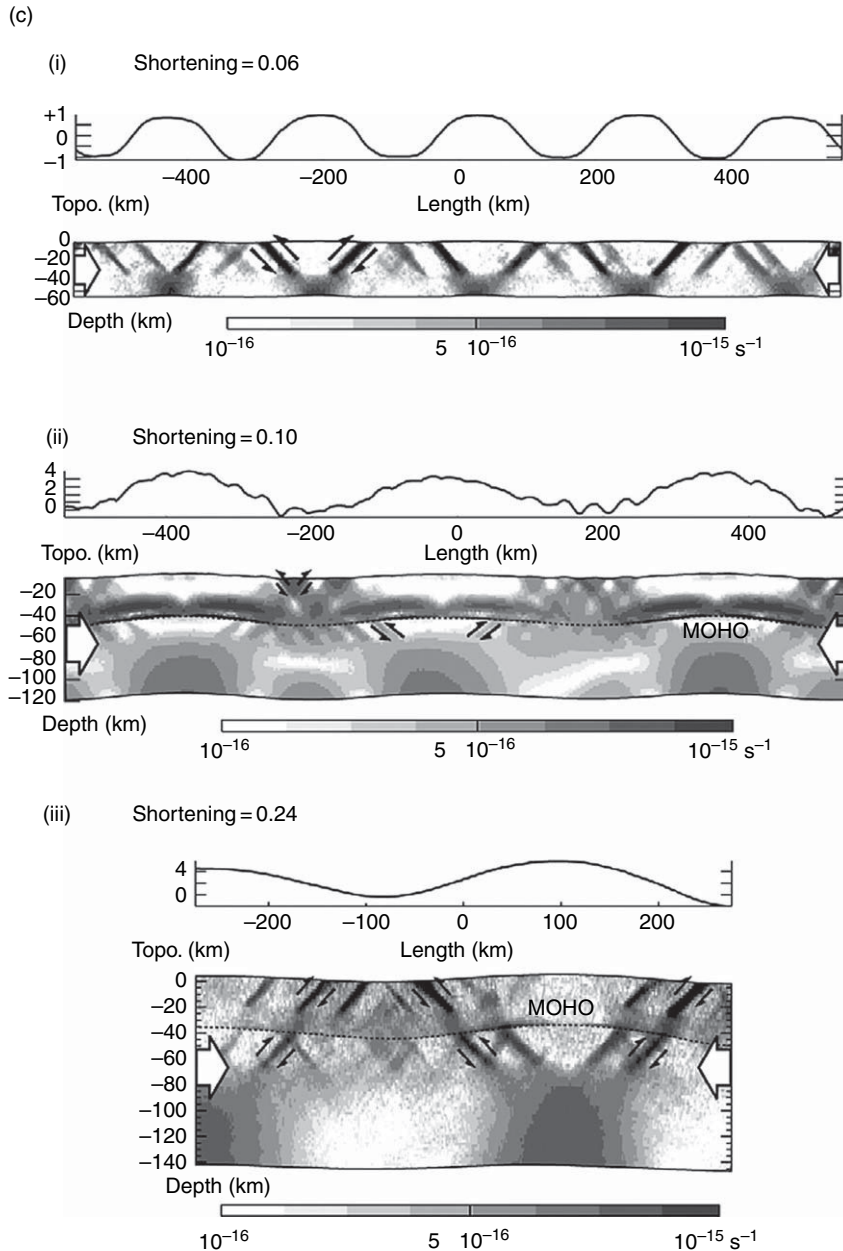 (c)
(i) Shortening = 0.06
+1
0
−1
−400 −200 0 200 400
Topo. (km) Length (km)
0
−20
−40
−60
Depth (km)
10⁻¹⁶ 5 10⁻¹⁶ 10⁻¹⁵ s⁻¹
(ii) Shortening = 0.10
4
2
0
−400 −200 0 200 400
Topo. (km) Length (km)
−20
−40
−60
MOHO
−80
−100
−120
Depth (km)
10⁻¹⁶ 5 10⁻¹⁶ 10⁻¹⁵ s⁻¹
(iii) Shortening = 0.24
4
0
−200 −100 0 100 200
Topo. (km) Length (km)
0
−20
MOHO
−40
−60
−80
−100
−120
−140
Depth (km)
10⁻¹⁶ 5 10⁻¹⁶ 10⁻¹⁵ s⁻¹